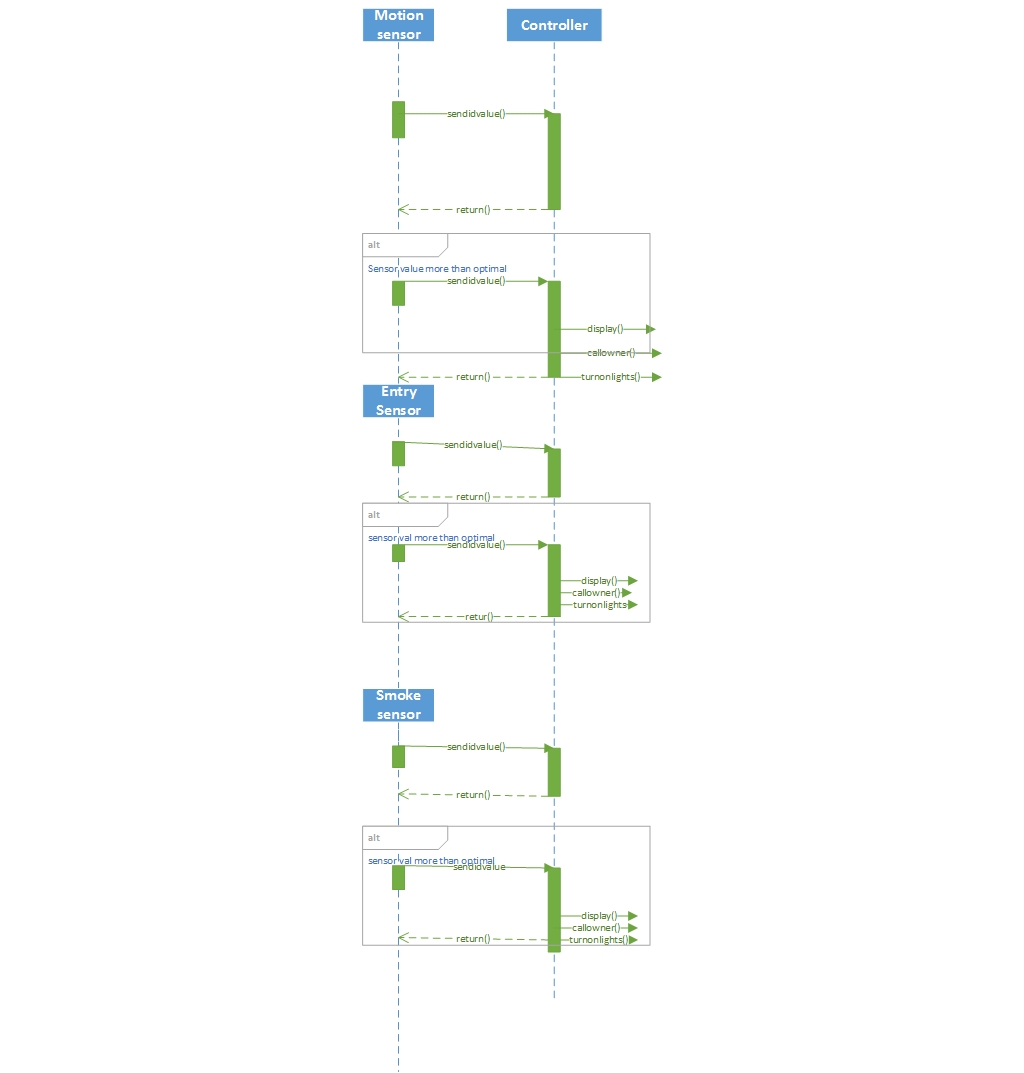 Motion
sensor
Controller
sendidvalue()
return()
alt
Sensor value more than optimal
sendidvalue()
display()
callowner()
return()
turnonlights()
Entry
Sensor
sendidvalue()
return()
alt
sensor val more than optimal
sendidvalue()
display()
callowner()
turnonlights
retur()
Smoke
sensor
sendidvalue()
return()
alt
sensor val more than optimal
sendidvalue
display()
callowner()
return()
turnonlights()